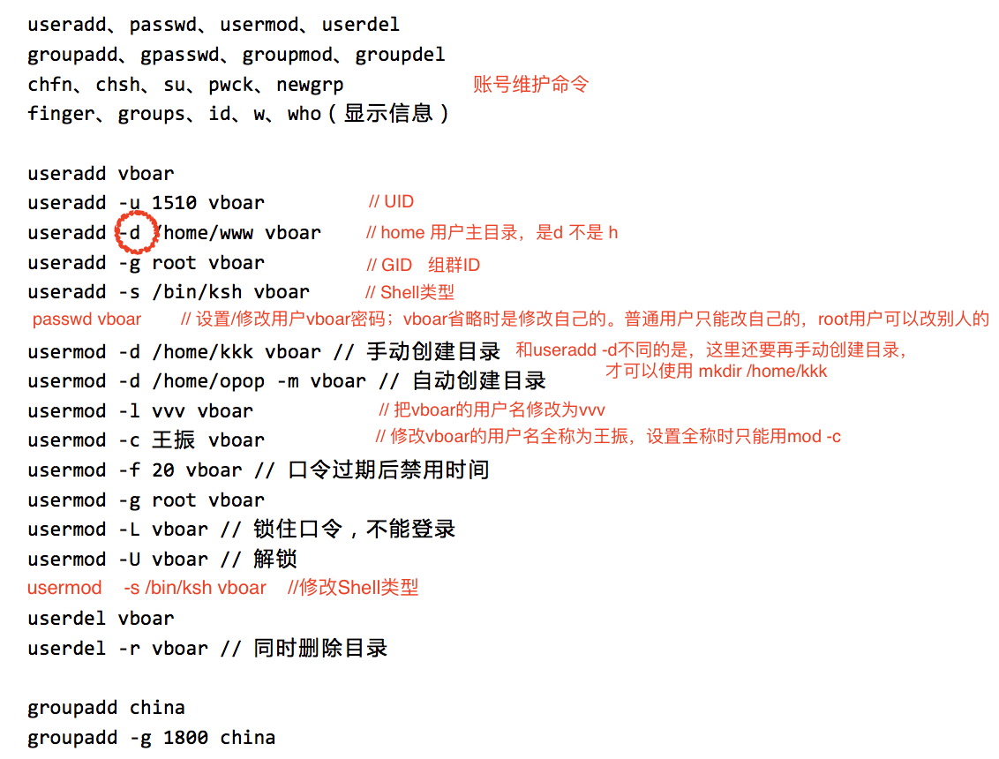 useradd、passwd、usermod、userdel
groupadd、gpasswd、groupmod、groupdel
chfn、chsh、su、pwck、newgrp 账号维护命令
finger、groups、id、w、who（显示信息）
useradd vboar
useradd -u 1510 vboar // UID
useradd -d /home/www vboar // home 用户主目录，是d 不是 h
useradd -g root vboar // GID 组群ID
useradd -s /bin/ksh vboar // Shell类型
passwd vboar // 设置/修改用户vboar密码；vboar省略时是修改自己的。普通用户只能改自己的，root用户可以改别人的
usermod -d /home/kkk vboar // 手动创建目录 和useradd -d不同的是，这里还要再手动创建目录，
才可以使用 mkdir /home/kkk
usermod -d /home/opop -m vboar // 自动创建目录
usermod -l vvv vboar // 把vboar的用户名修改为vvv
usermod -c 王振 vboar // 修改vboar的用户名全称为王振，设置全称时只能用mod -c
usermod -f 20 vboar // 口令过期后禁用时间
usermod -g root vboar
usermod -L vboar // 锁住口令，不能登录
usermod -U vboar // 解锁
usermod -s /bin/ksh vboar //修改Shell类型
userdel vboar
userdel -r vboar // 同时删除目录
groupadd china
groupadd -g 1800 china